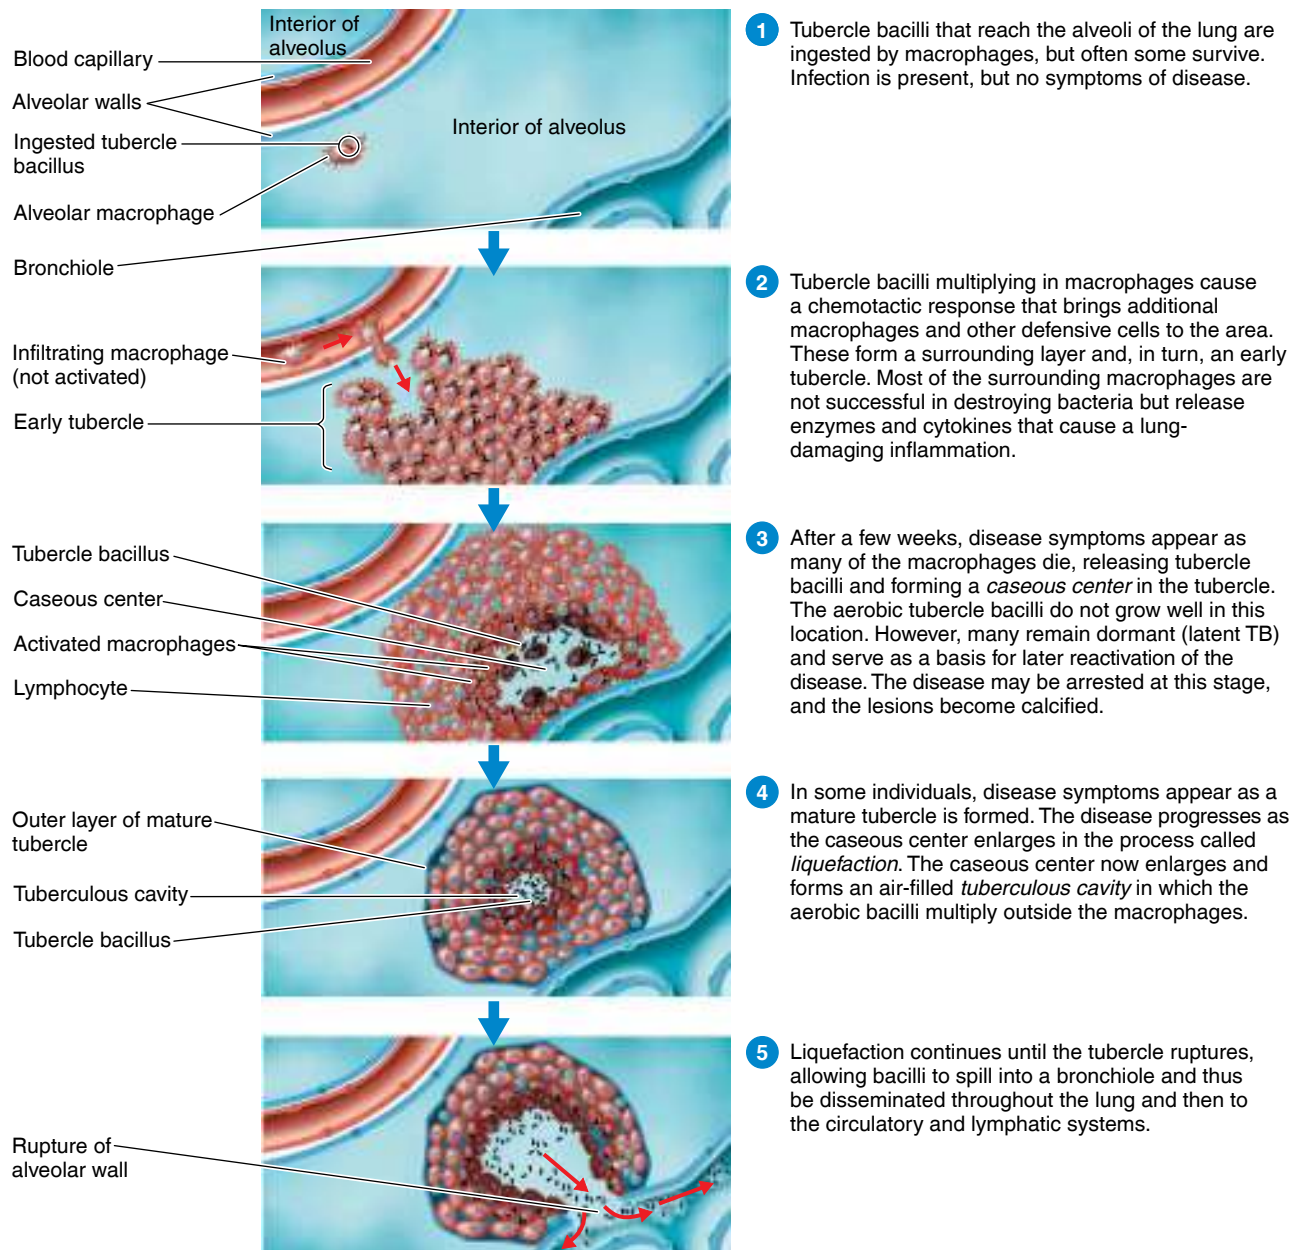 Interior of
alveolus
Blood capillary
Alveolar walls
Ingested tubercle
bacillus
Alveolar macrophage
Bronchiole
Interior of alveolus
1 Tubercle bacilli that reach the alveoli of the lung are
ingested by macrophages, but often some survive.
Infection is present, but no symptoms of disease.
Infiltrating macrophage
(not activated)
Early tubercle
2 Tubercle bacilli multiplying in macrophages cause
a chemotactic response that brings additional
macrophages and other defensive cells to the area.
These form a surrounding layer and, in turn, an early
tubercle. Most of the surrounding macrophages are
not successful in destroying bacteria but release
enzymes and cytokines that cause a lung-
damaging inflammation.
Tubercle bacillus
Caseous center
Activated macrophages
Lymphocyte
3 After a few weeks, disease symptoms appear as
many of the macrophages die, releasing tubercle
bacilli and forming a caseous center in the tubercle.
The aerobic tubercle bacilli do not grow well in this
location. However, many remain dormant (latent TB)
and serve as a basis for later reactivation of the
disease. The disease may be arrested at this stage,
and the lesions become calcified.
Outer layer of mature
tubercle
Tuberculous cavity
Tubercle bacillus
4 In some individuals, disease symptoms appear as a
mature tubercle is formed. The disease progresses as
the caseous center enlarges in the process called
liquefaction. The caseous center now enlarges and
forms an air-filled tuberculous cavity in which the
aerobic bacilli multiply outside the macrophages.
Rupture of
alveolar wall
5 Liquefaction continues until the tubercle ruptures,
allowing bacilli to spill into a bronchiole and thus
be disseminated throughout the lung and then to
the circulatory and lymphatic systems.